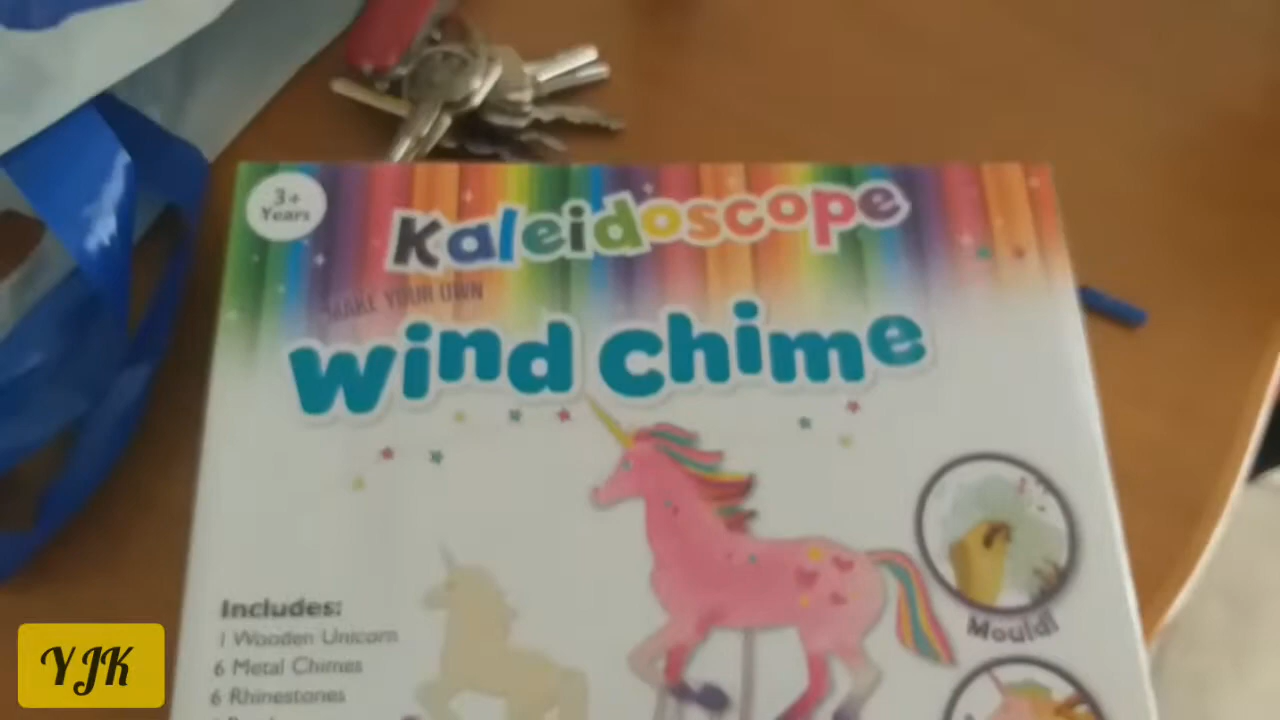 3+
Years
Kaleidoscope
MAKE YOUR OWN
Wind Chime
Includes:
1 Wooden Unicorn
6 Metal Chimes
6 Rhinestones
Mould!
YJK